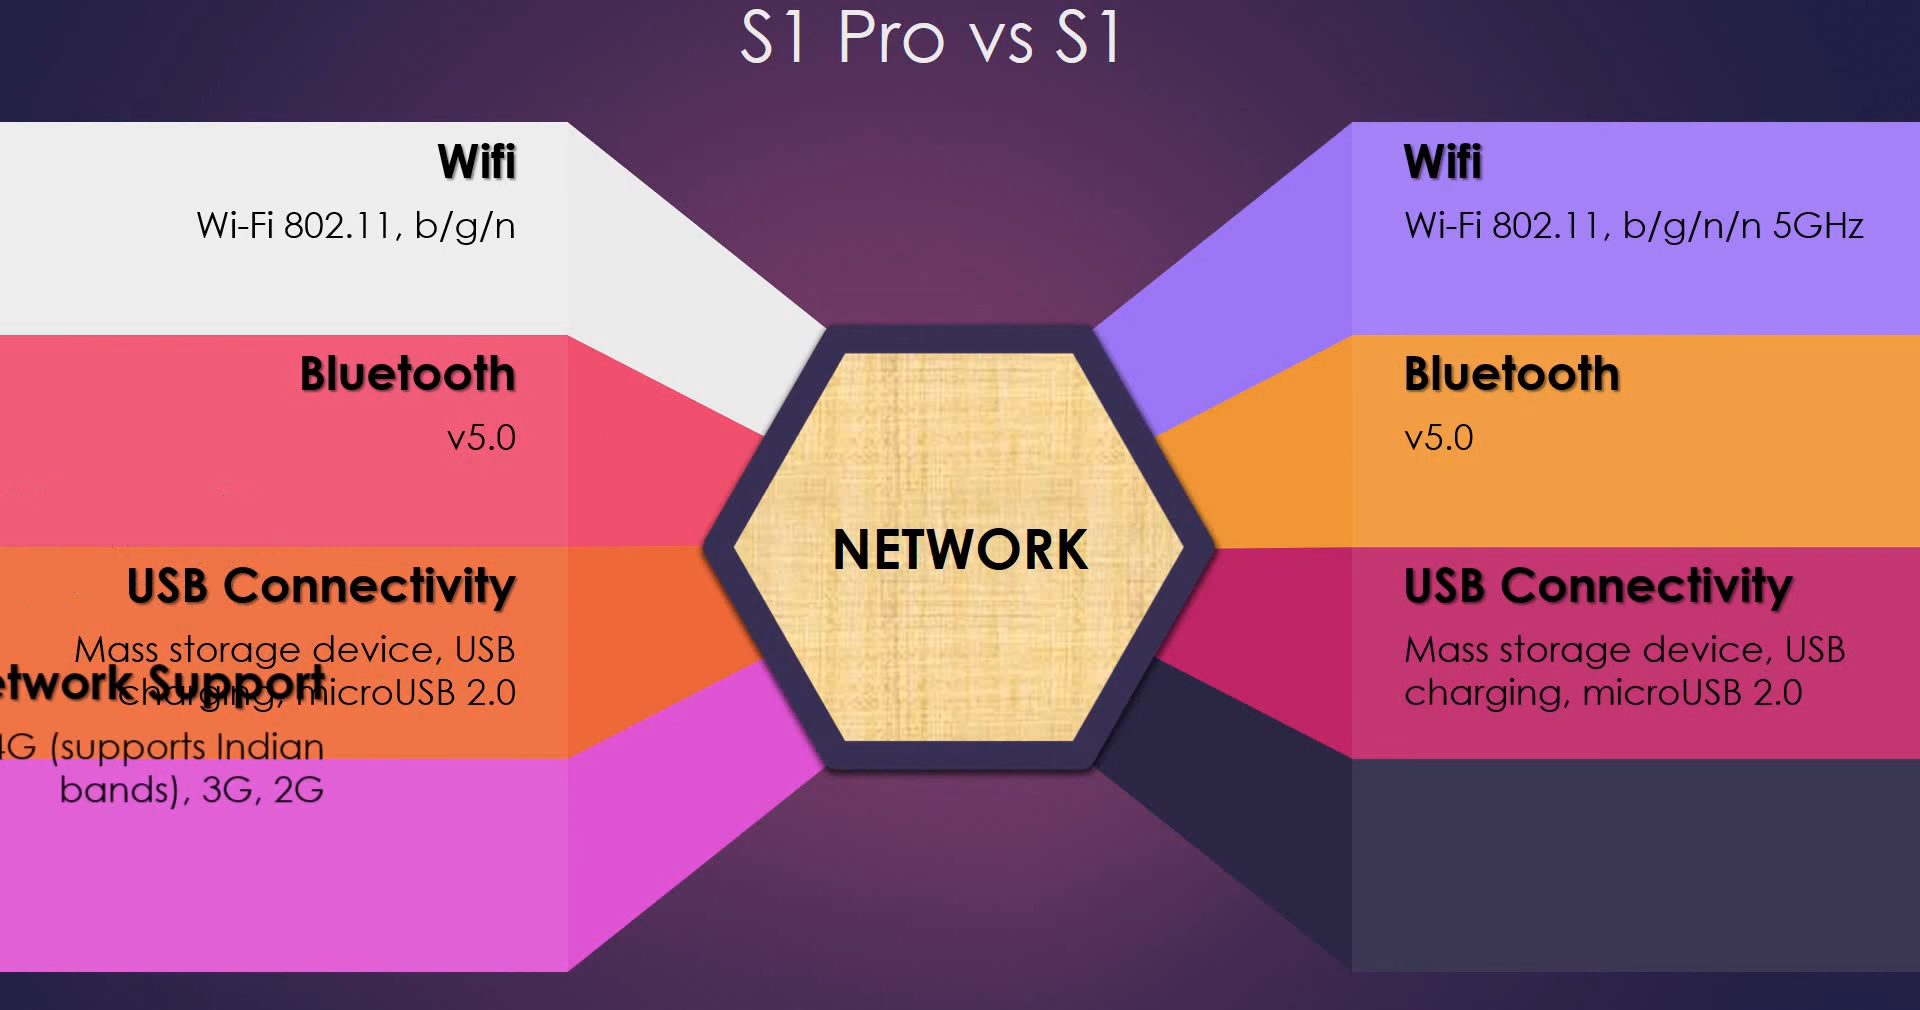 S1 Pro vs S1
Wifi
Wi-Fi 802.11, b/g/n
Bluetooth
v5.0
USB Connectivity
Mass storage device, USB
charging, microUSB 2.0
Support
4G (supports Indian
bands), 3G, 2G
NETWORK
Wifi
Wi-Fi 802.11, b/g/n/n 5GHz
Bluetooth
v5.0
USB Connectivity
Mass storage device, USB
charging, microUSB 2.0